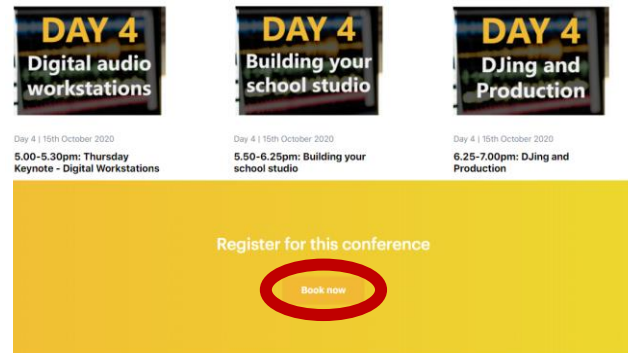 DAY 4
Digital audio
workstations
DAY 4
Building your
school studio
DAY 4
DJing and
Production
Day 4 | 15th October 2020
5.00-5.30pm: Thursday
Keynote - Digital Workstations
Day 4 | 15th October 2020
5.50-6.25pm: Building your
school studio
Day 4 | 15th October 2020
6.25-7.00pm: DJing and
Production
Register for this conference
Book now